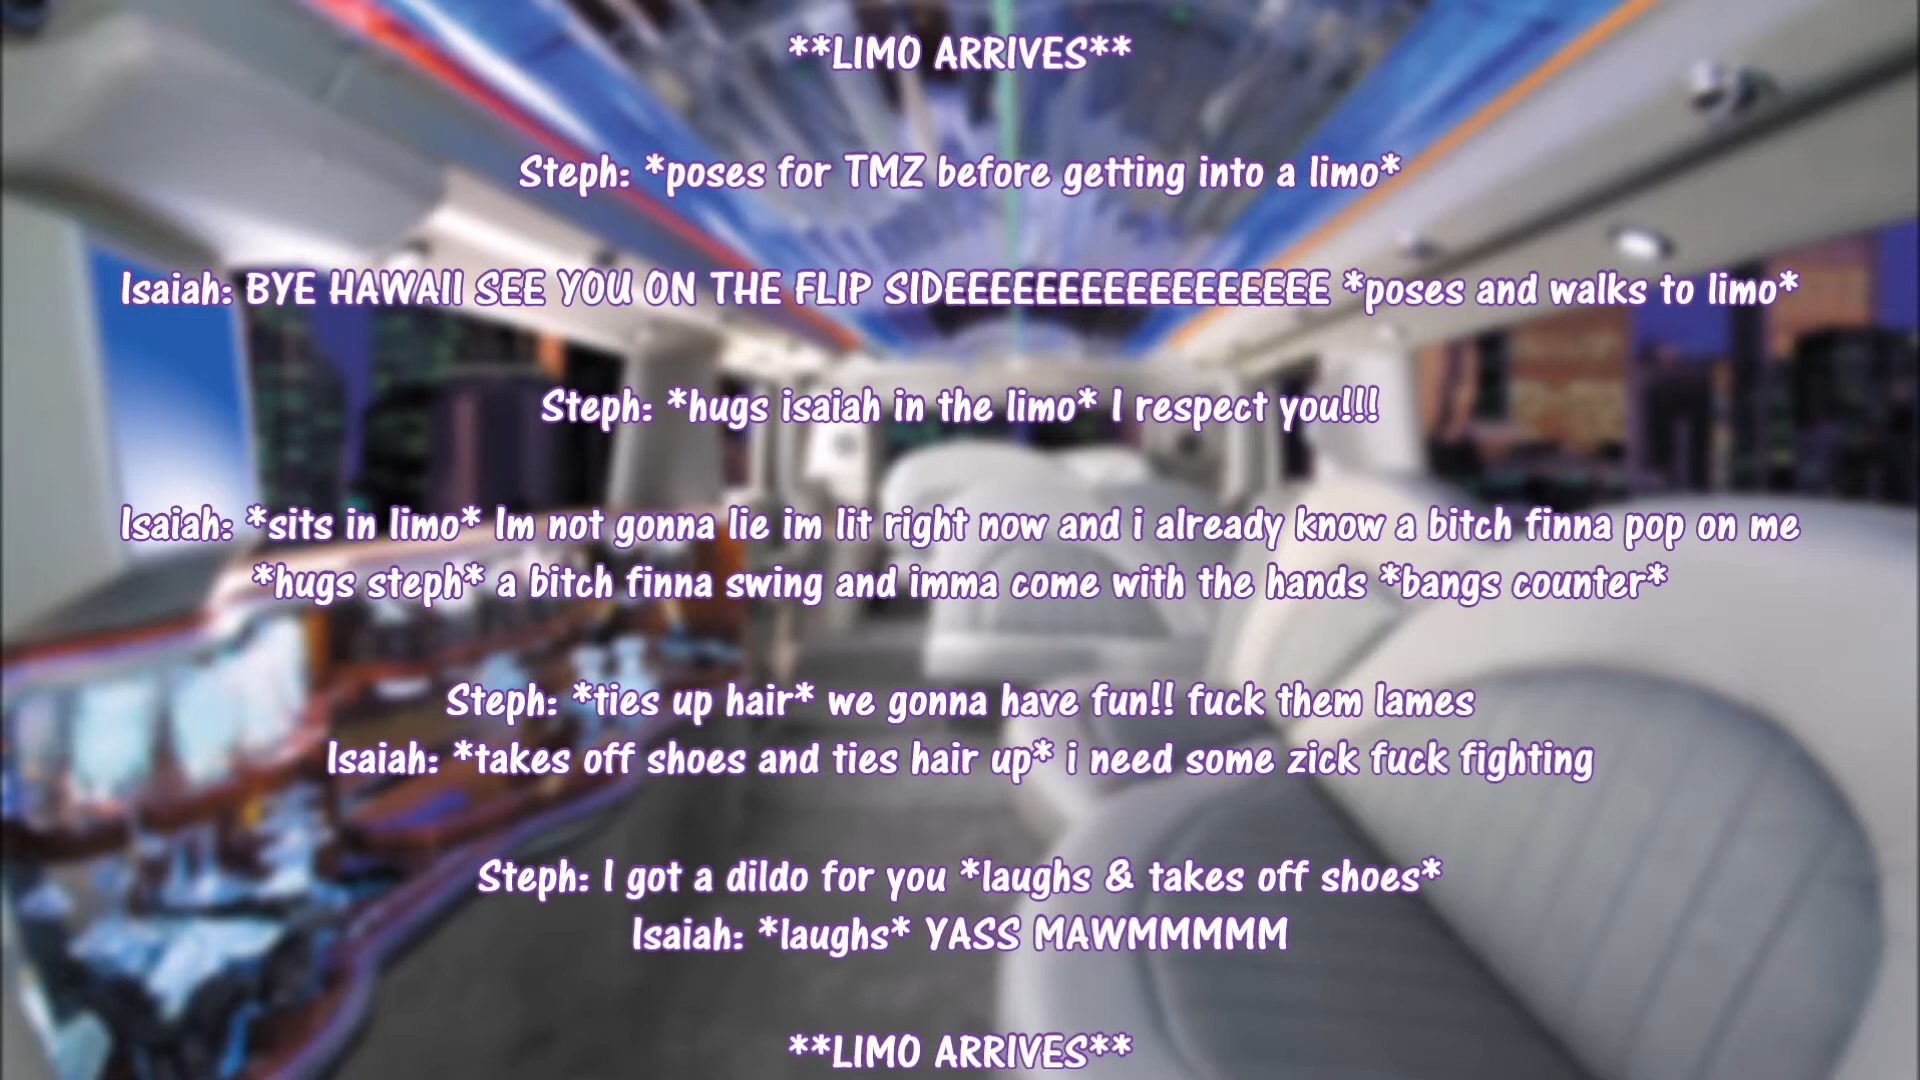 **LIMO ARRIVES**
Steph: *poses for TMZ before getting into a limo*
Isaiah: BYE HAWAII SEE YOU ON THE FLIP SIDEEEEEEEEEEEEEEEEE *poses and walks to limo*
Steph: *hugs isaiah in the limo* I respect you!!!
Isaiah: *sits in limo* Im not gonna lie im lit right now and i already know a bitch finna pop on me
*hugs steph* a bitch finna swing and imma come with the hands *bangs counter*
Steph: *ties up hair* we gonna have fun!! fuck them lames
Isaiah: *takes off shoes and ties hair up* i need some zick fuck fighting
Steph: I got a dildo for you *laughs & takes off shoes*
Isaiah: *laughs* YASS MAWMMMMM
**LIMO ARRIVES**